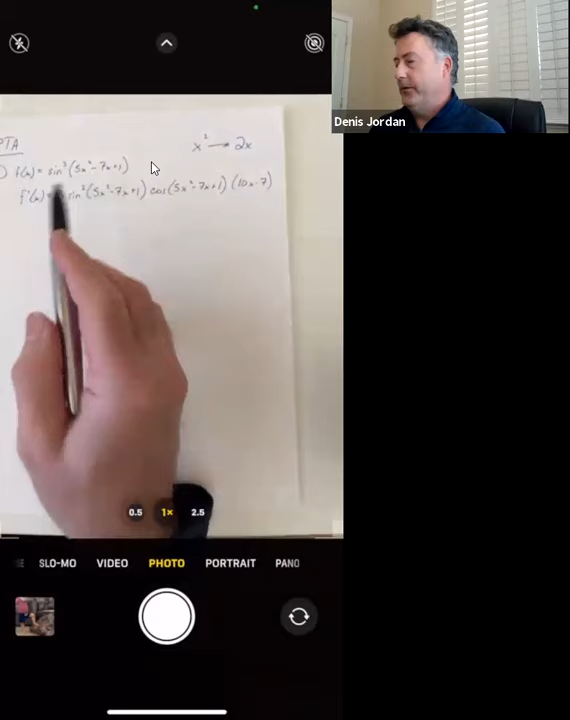 Denis Jordan
PTA
x² → 2x
f(x) = sin³(5x²-7x+1)
f'(x) = sin²(5x²-7x+1) cos(5x²-7x+1) (10x-7)
0.5 1× 2.5
SLO-MO VIDEO PHOTO PORTRAIT PANO